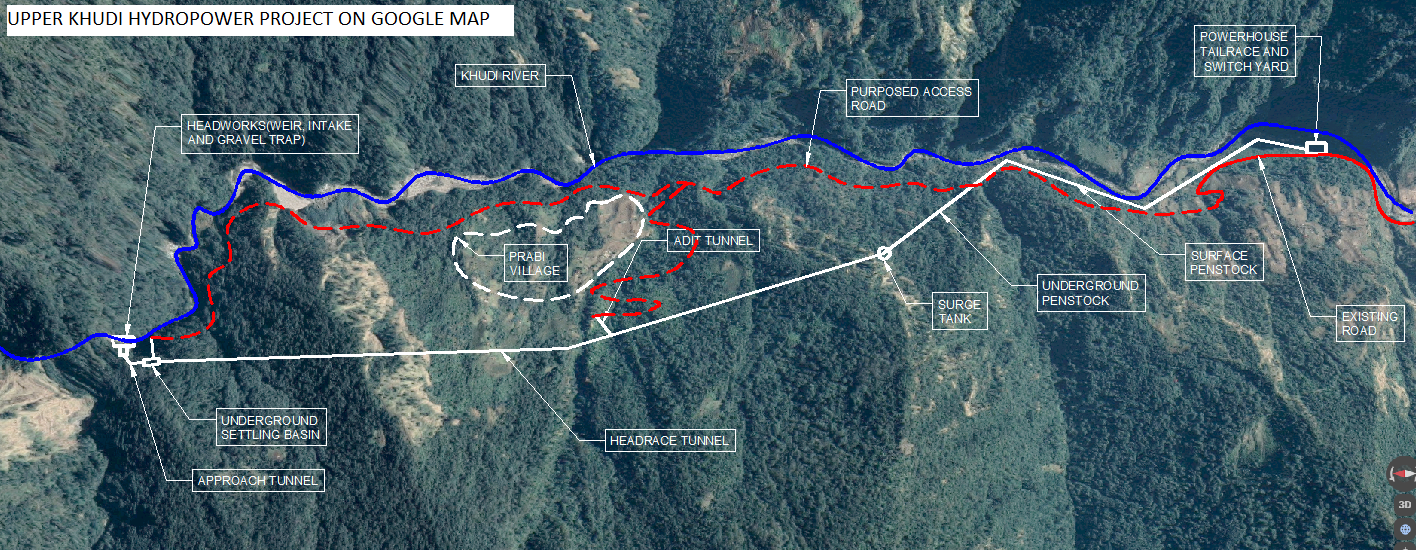 UPPER KHUDI HYDROPOWER PROJECT ON GOOGLE MAP
POWERHOUSE
TAILRACE AND
SWITCH YARD
KHUDI RIVER
PURPOSED ACCESS
ROAD
HEADWORKS(WEIR, INTAKE
AND GRAVEL TRAP)
ADIT TUNNEL
PRABI
VILLAGE
SURFACE
PENSTOCK
UNDERGROUND
PENSTOCK
SURGE
TANK
EXISTING
ROAD
UNDERGROUND
SETTLING BASIN
HEADRACE TUNNEL
APPROACH TUNNEL
3D